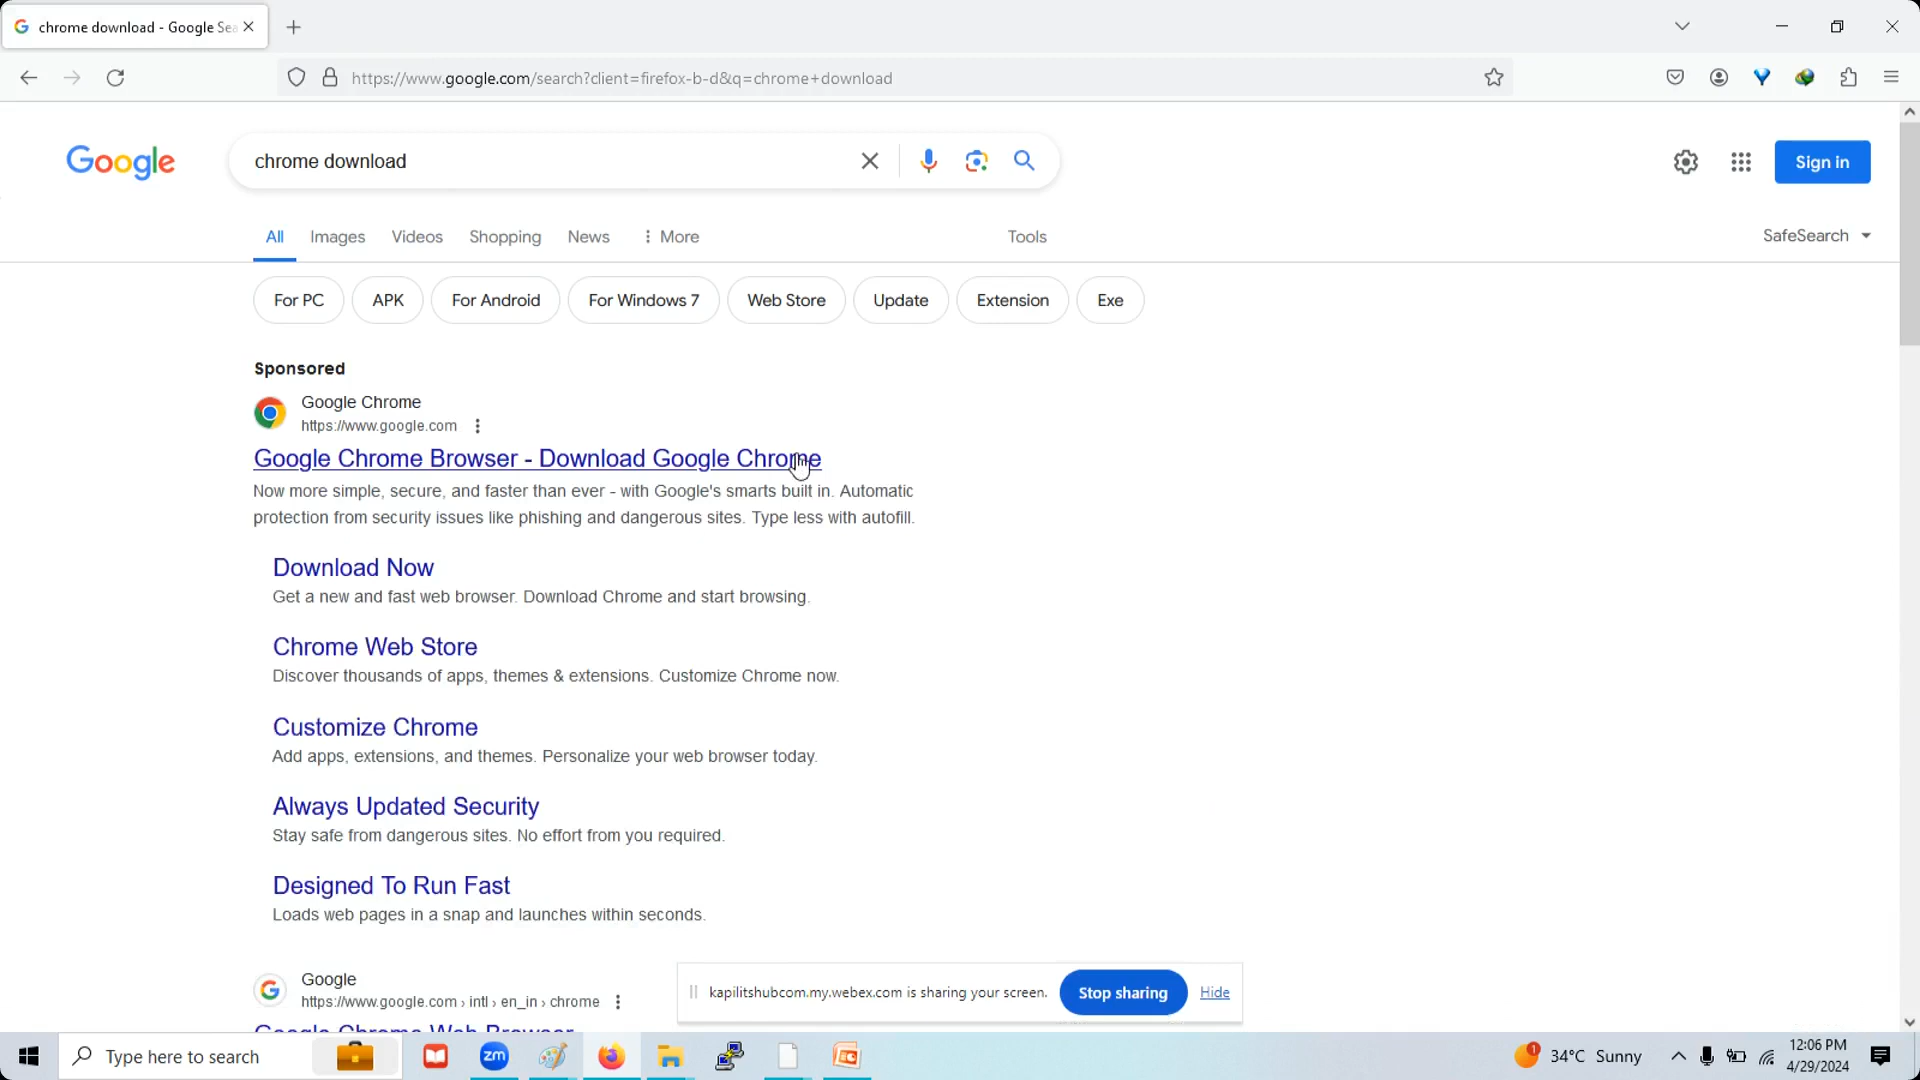 chrome download - Google Sea
https://www.google.com/search?client=firefox-b-d&q=chrome+download
Google
chrome download
Sign in
All Images Videos Shopping News More Tools
SafeSearch
For PC APK For Android For Windows 7 Web Store Update Extension Exe
Sponsored
Google Chrome
https://www.google.com
Google Chrome Browser - Download Google Chrome
Now more simple, secure, and faster than ever - with Google's smarts built in. Automatic
protection from security issues like phishing and dangerous sites. Type less with autofill.
Download Now
Get a new and fast web browser. Download Chrome and start browsing.
Chrome Web Store
Discover thousands of apps, themes & extensions. Customize Chrome now.
Customize Chrome
Add apps, extensions, and themes. Personalize your web browser today.
Always Updated Security
Stay safe from dangerous sites. No effort from you required.
Designed To Run Fast
Loads web pages in a snap and launches within seconds.
Google
https://www.google.com › intl › en_in › chrome
Google Chrome Web Browser
kapilitshubcom.my.webex.com is sharing your screen. Stop sharing Hide
Type here to search
zm
1
34°C Sunny
12:06 PM
4/29/2024